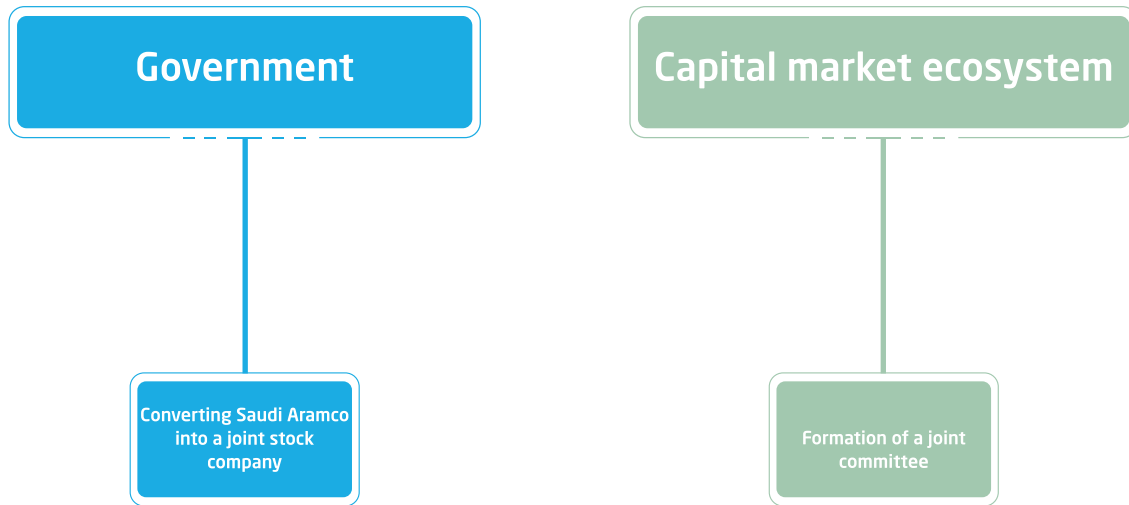 Government
Capital market ecosystem
Converting Saudi Aramco
into a joint stock
company
Formation of a joint
committee